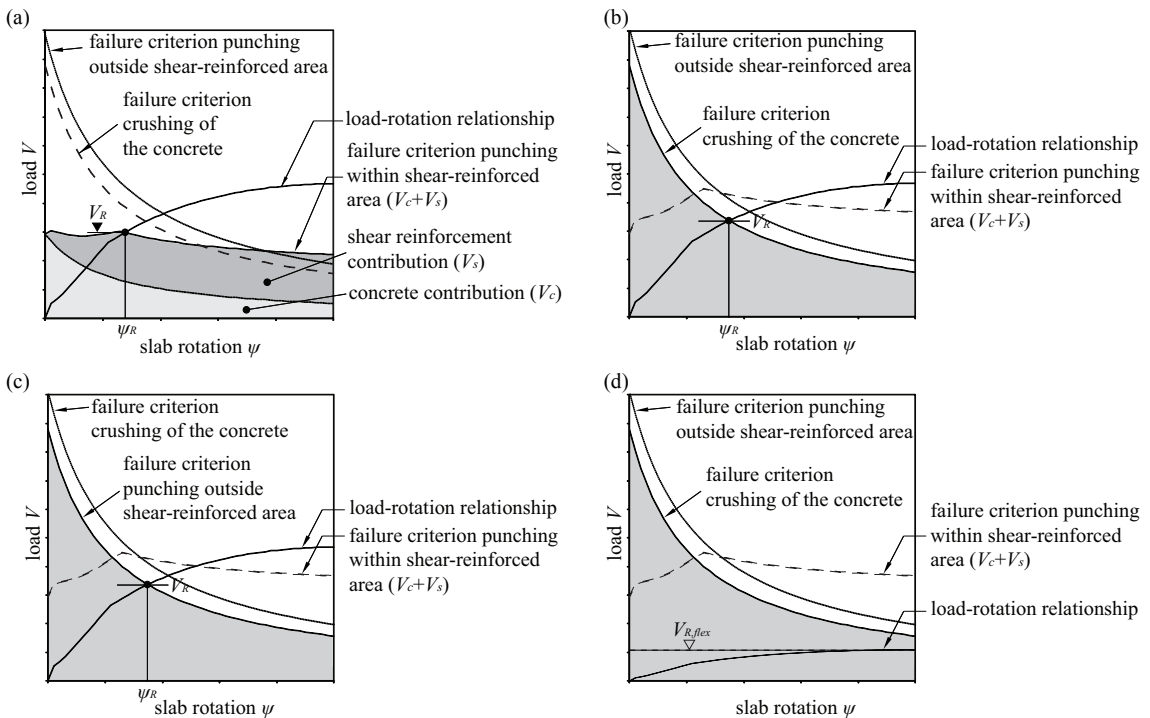 (a)
failure criterion punching
outside shear-reinforced area
failure criterion
crushing of
the concrete
load-rotation relationship
failure criterion punching
within shear-reinforced
area (Vc+Vs)
shear reinforcement
contribution (Vs)
concrete contribution (Vc)
VR
load V
ψR
slab rotation ψ
(b)
failure criterion punching
outside shear-reinforced area
failure criterion
crushing of the concrete
load-rotation relationship
failure criterion punching
within shear-reinforced
area (Vc+Vs)
VR
load V
ψR
slab rotation ψ
(c)
failure criterion
crushing of the concrete
failure criterion
punching outside
shear-reinforced area
load-rotation relationship
failure criterion punching
within shear-reinforced
area (Vc+Vs)
VR
load V
ψR
slab rotation ψ
(d)
failure criterion punching
outside shear-reinforced area
failure criterion
crushing of the concrete
failure criterion punching
within shear-reinforced
area (Vc+Vs)
load-rotation relationship
VR,flex
load V
slab rotation ψ